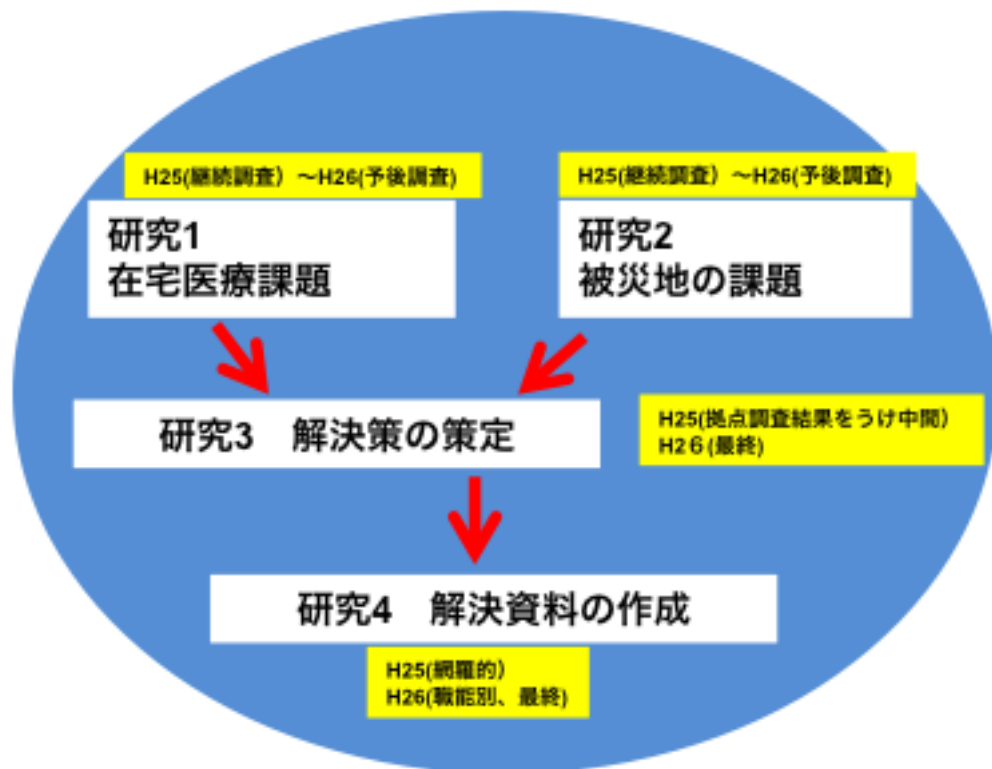 H25(継続調査）～H26(予後調査)
研究1
在宅医療課題
H25(継続調査）～H26(予後調査)
研究2
被災地の課題
研究3　解決策の策定
H25(拠点調査結果をうけ中間）
H2６(最終)
研究4　解決資料の作成
H25(網羅的）
H26(職能別、最終)